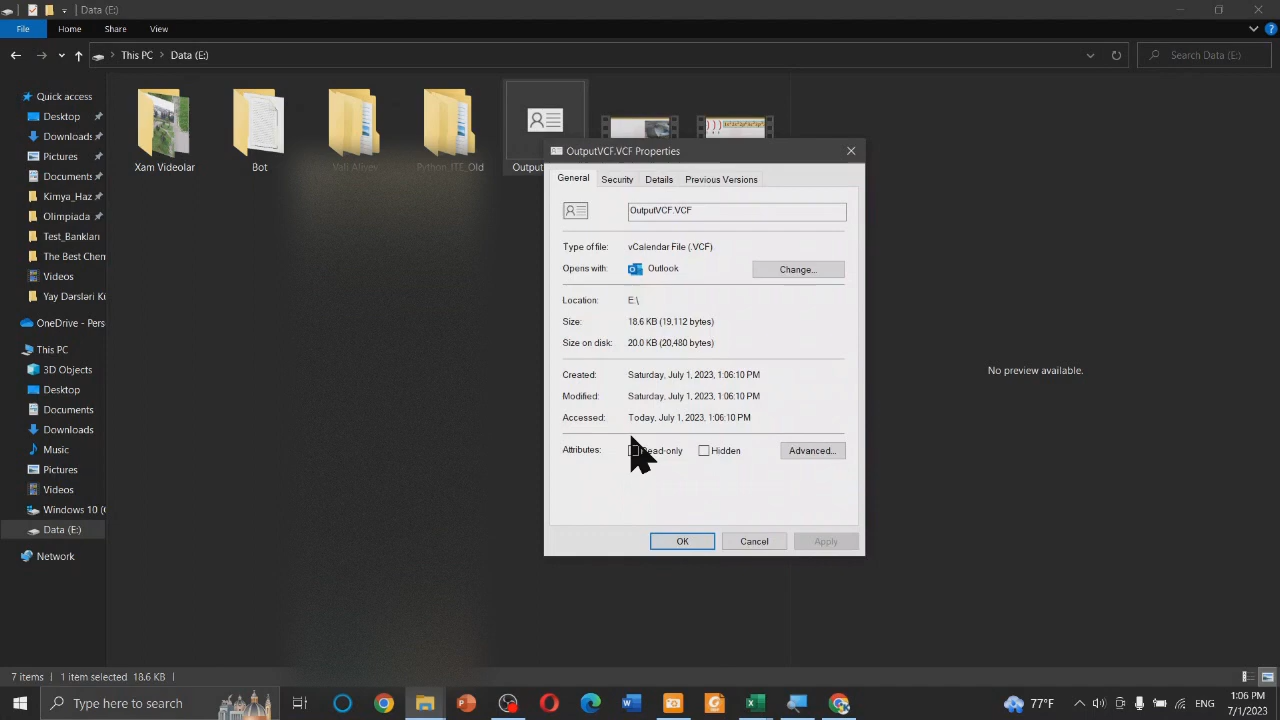 Data (E:)
File
Home
Share
View
This PC
Data (E:)
Search Data (E:)
Quick access
Desktop
Downloads
Pictures
Documents
Kimya_Haz
Olimpiada
Test_Bankları
The Best Chem
Videos
Yay Dərsləri Kı
OneDrive - Pers
This PC
3D Objects
Desktop
Documents
Downloads
Music
Pictures
Videos
Windows 10 (C
Data (E:)
Network
Xam Videolar
Bot
Vali Aliyev
Python_ITE_Old
Outpu
OutputVCF.VCF Properties
General
Security
Details
Previous Versions
OutputVCF.VCF
Type of file:
vCalendar File (.VCF)
Opens with:
Outlook
Change...
Location:
E:\
Size:
18.6 KB (19,112 bytes)
Size on disk:
20.0 KB (20,480 bytes)
Created:
Saturday, July 1, 2023, 1:06:10 PM
Modified:
Saturday, July 1, 2023, 1:06:10 PM
Accessed:
Today, July 1, 2023, 1:06:10 PM
Attributes:
Read-only
Hidden
Advanced...
OK
Cancel
Apply
No preview available.
7 items
1 item selected 18.6 KB
Type here to search
77°F
ENG
1:06 PM
7/1/2023